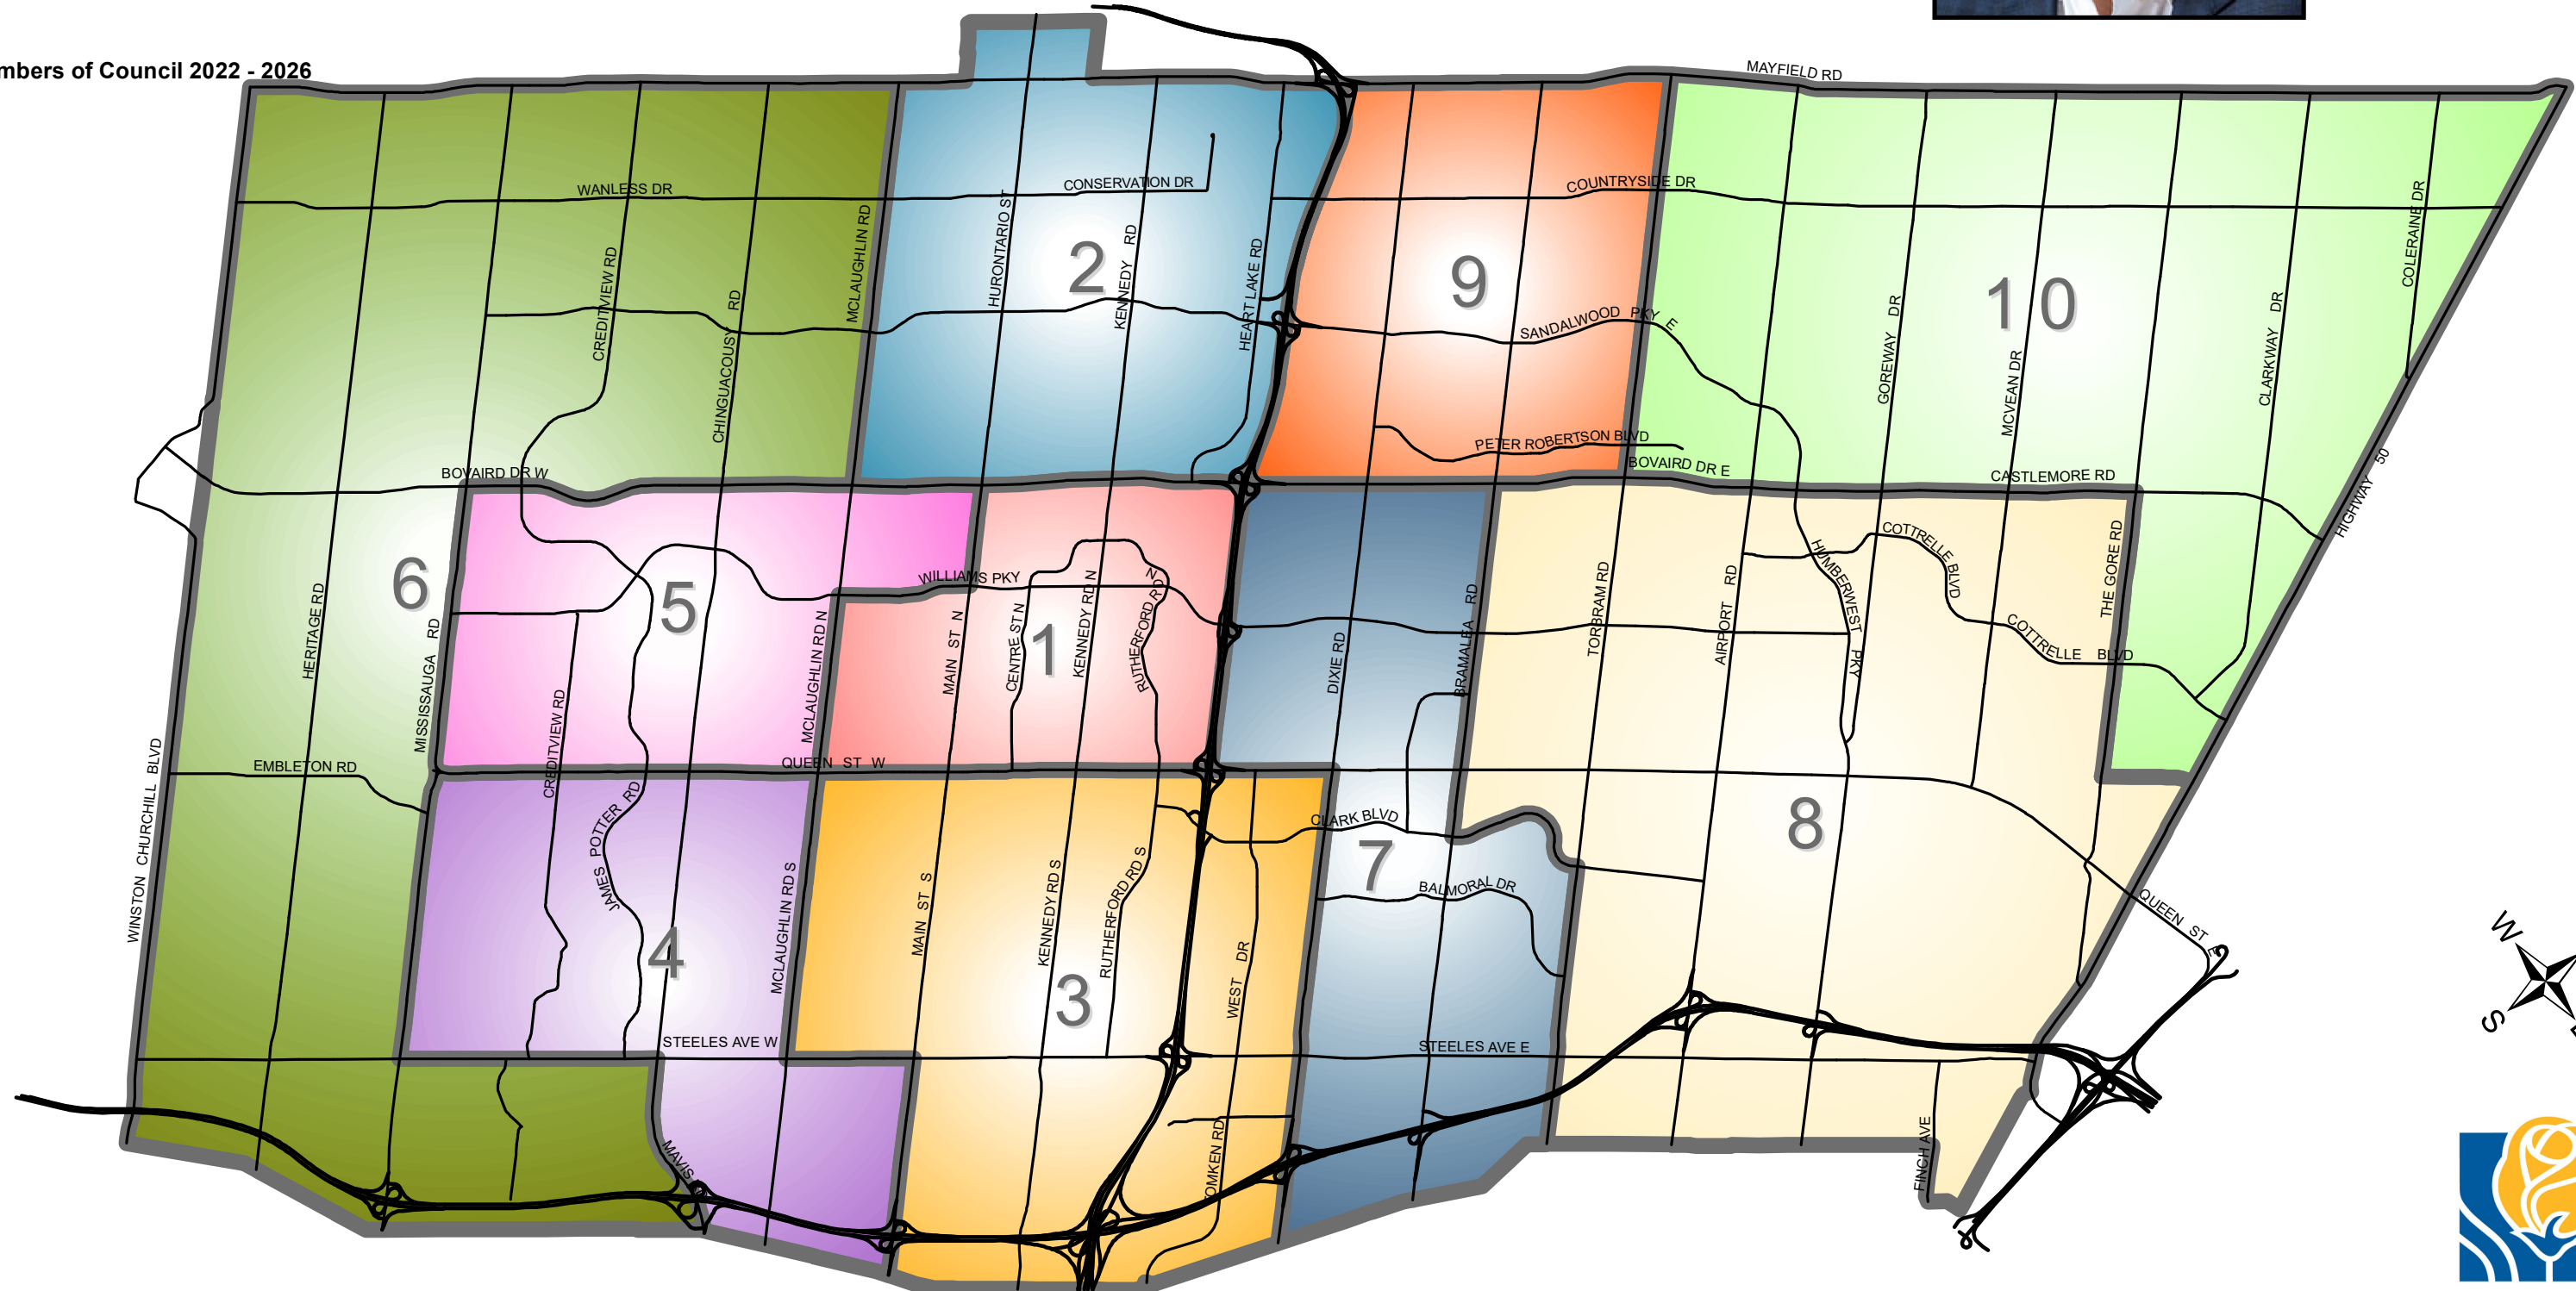 mbers of Council 2022 - 2026
MAYFIELD RD
WANLESS DR
CONSERVATION DR
COUNTRYSIDE DR
COLERAINE DR
MCLAUGHLIN RD
HURONTARIO ST
KENNEDY RD
HEART LAKE RD
CREDITVIEW RD
CHINGUACOUSY RD
2
9
10
SANDALWOOD PKY E
GOREWAY DR
MCVEAN DR
CLARKWAY DR
PETER ROBERTSON BLVD
BOVAIRD DR W
BOVAIRD DR E
CASTLEMORE RD
HIGHWAY 50
COTTRELLE BLVD
HUMBERWEST PKY
THE GORE RD
WILLIAMS PKY
6
5
1
HERITAGE RD
MISSISSAUGA RD
MCLAUGHLIN RD N
MAIN ST N
CENTRE ST N
KENNEDY RD N
RUTHERFORD RD N
DIXIE RD
BRAMALEA RD
TORBRAM RD
AIRPORT RD
COTTRELLE BLVD
WINSTON CHURCHILL BLVD
EMBLETON RD
CREDITVIEW RD
QUEEN ST W
JAMES POTTER RD
CLARK BLVD
7
8
BALMORAL DR
QUEEN ST E
MCLAUGHLIN RD S
MAIN ST S
KENNEDY RD S
RUTHERFORD RD S
WEST DR
4
3
STEELES AVE W
STEELES AVE E
MAVIS
TOMKEN RD
FINCH AVE
W
S